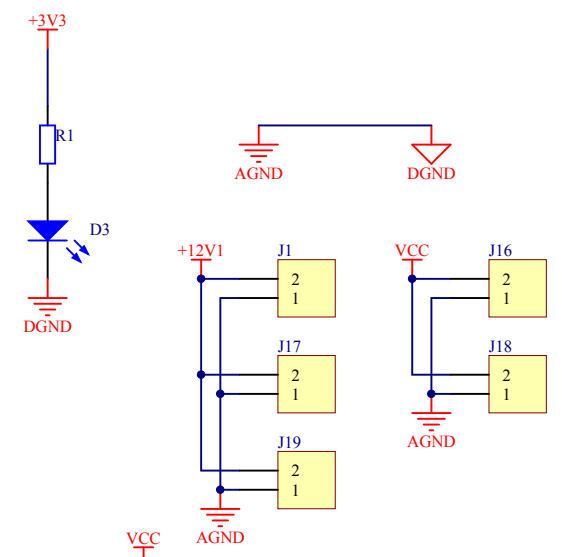 +3V3
R1
AGND
DGND
D3
+12V1
J1
VCC
J16
2
1
2
1
DGND
J17
J18
2
1
2
1
AGND
J19
2
1
VCC
AGND